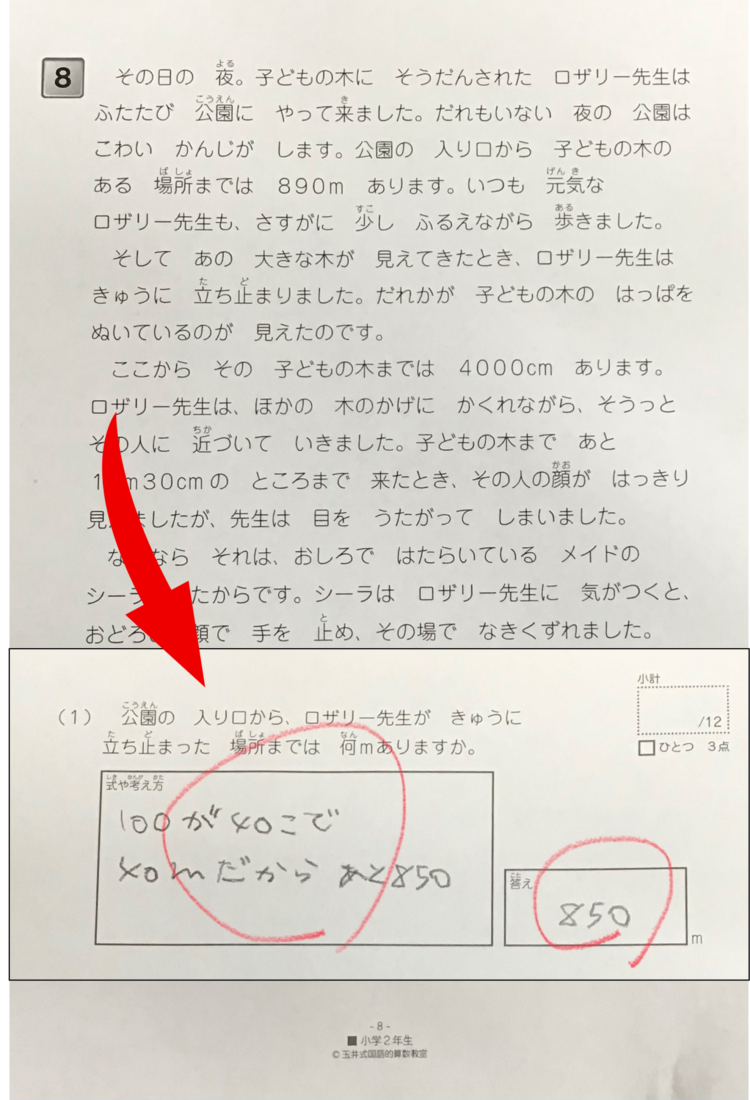 8
その日の 夜。子どもの木に そうだんされた ロザリー先生は
ふたたび 公園に やって来ました。だれもいない 夜の 公園は
こわい かんじが します。公園の 入り口から 子どもの木の
ある 場所までは 890m あります。いつも 元気な
ロザリー先生も、さすがに 少し ふるえながら 歩きました。
そして あの 大きな木が 見えてきたとき、ロザリー先生は
きゅうに 立ち止まりました。だれかが 子どもの木の はっぱを
ぬいているのが 見えたのです。
ここから その 子どもの木までは 4000cm あります。
ロザリー先生は、ほかの 木のかげに かくれながら、そうっと
その人に 近づいて いきました。子どもの木まで あと
m30cmの ところまで 来たとき、その人の顔が はっきり
見 ましたが、先生は 目を うたがって しまいました。
な なら それは、おしろで はたらいている メイドの
シーラ たからです。シーラは ロザリー先生に 気がつくと、
おどろ 顔で 手を 止め、その場で なきくずれました。
小計
/12
ひとつ 3点
(1) 公園の 入り口から、ロザリー先生が きゅうに
立ち止まった 場所までは 何mありますか。
式や考え方
100が40こで
40mだから あと850
答え
850
m
-8-
■小学2年生
©玉井式国語的算数教室